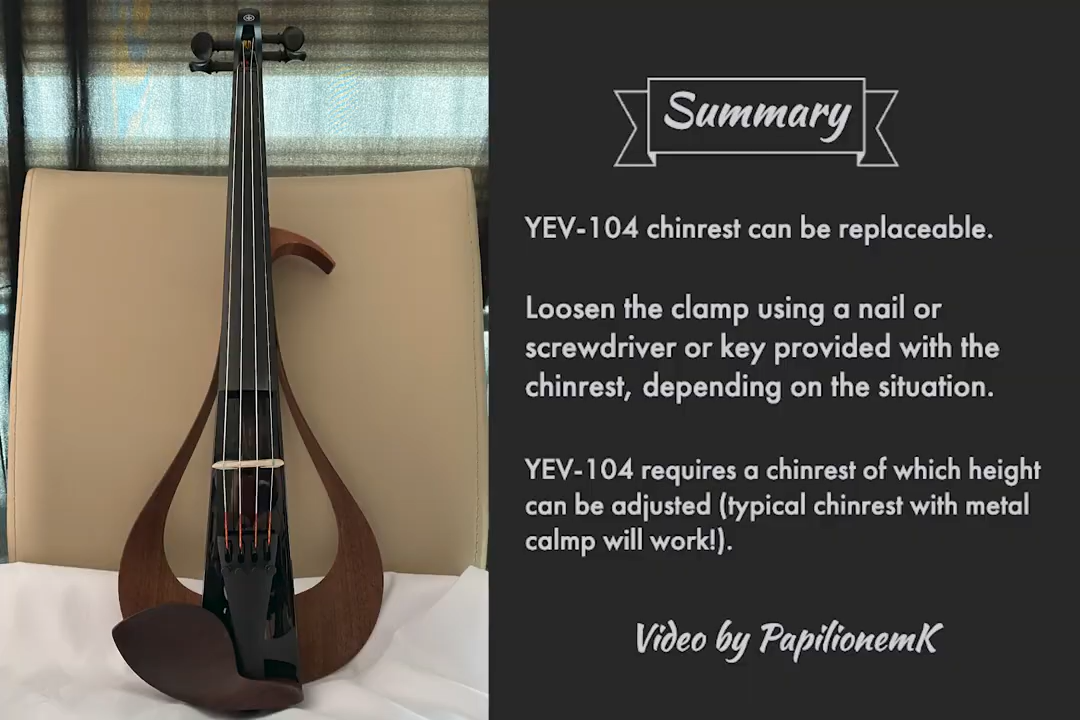 Summary
YEV-104 chinrest can be replaceable.
Loosen the clamp using a nail or
screwdriver or key provided with the
chinrest, depending on the situation.
YEV-104 requires a chinrest of which height
can be adjusted (typical chinrest with metal
calmp will work!).
Video by PapilionemK